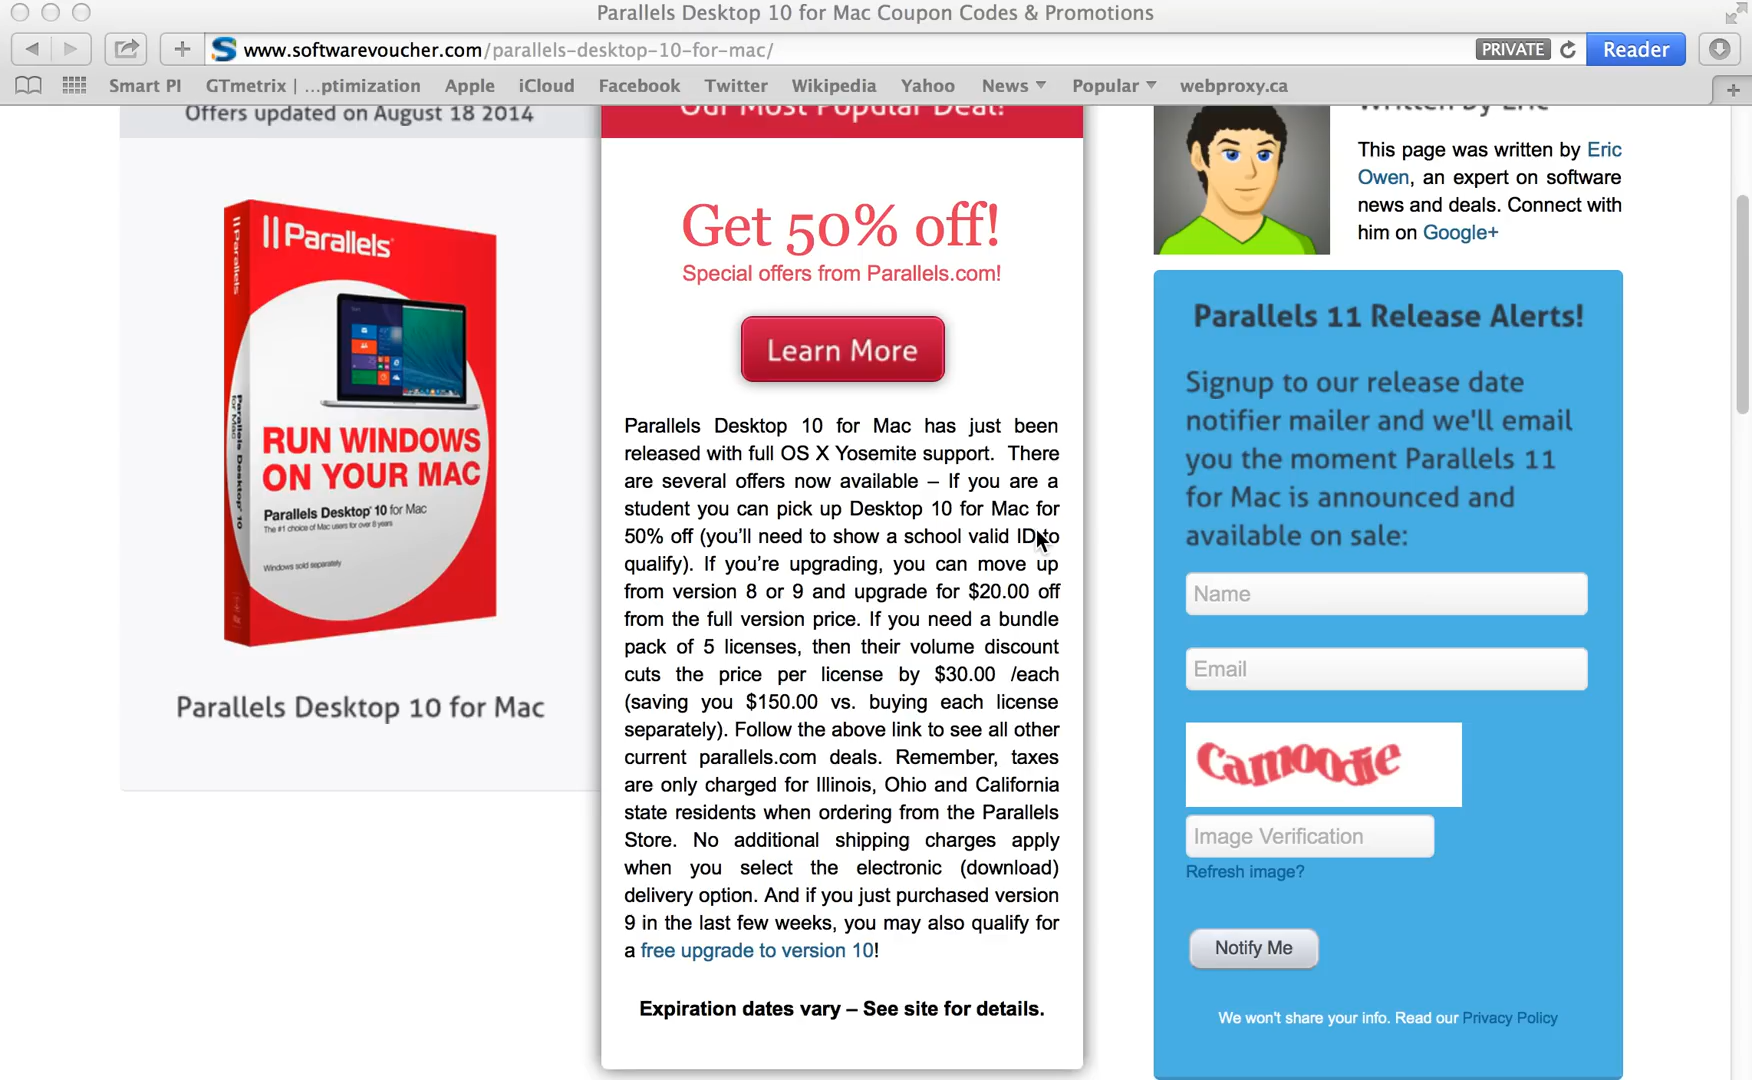 Parallels Desktop 10 for Mac Coupon Codes & Promotions
www.softwarevoucher.com/parallels-desktop-10-for-mac/
PRIVATE
Reader
Smart PI
GTmetrix | ...ptimization
Apple
iCloud
Facebook
Twitter
Wikipedia
Yahoo
News
Popular
webproxy.ca
Offers updated on August 18 2014
Parallels
Parallels
RUN WINDOWS
ON YOUR MAC
Parallels Desktop 10 for Mac
The #1 choice of Mac users for over 8 years
Windows sold separately
Parallels Desktop 10
for Mac
Parallels Desktop 10 for Mac
Our Most Popular Deal!
Get 50% off!
Special offers from Parallels.com!
Learn More
Parallels Desktop 10 for Mac has just been
released with full OS X Yosemite support. There
are several offers now available – If you are a
student you can pick up Desktop 10 for Mac for
50% off (you'll need to show a school valid ID to
qualify). If you're upgrading, you can move up
from version 8 or 9 and upgrade for $20.00 off
from the full version price. If you need a bundle
pack of 5 licenses, then their volume discount
cuts the price per license by $30.00 /each
(saving you $150.00 vs. buying each license
separately). Follow the above link to see all other
current parallels.com deals. Remember, taxes
are only charged for Illinois, Ohio and California
state residents when ordering from the Parallels
Store. No additional shipping charges apply
when you select the electronic (download)
delivery option. And if you just purchased version
9 in the last few weeks, you may also qualify for
a free upgrade to version 10!
Expiration dates vary – See site for details.
Written by Eric
This page was written by Eric
Owen, an expert on software
news and deals. Connect with
him on Google+
Parallels 11 Release Alerts!
Signup to our release date
notifier mailer and we'll email
you the moment Parallels 11
for Mac is announced and
available on sale:
Name
Email
Camoodie
Image Verification
Refresh image?
Notify Me
We won't share your info. Read our Privacy Policy